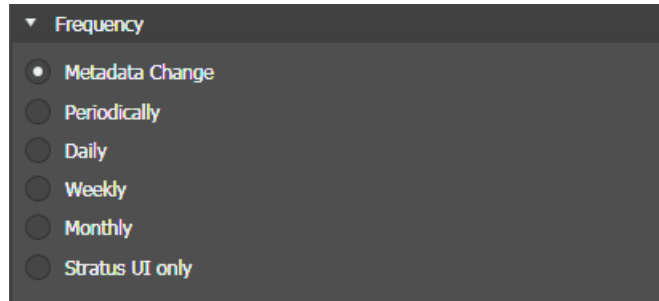 Frequency
Metadata Change
Periodically
Daily
Weekly
Monthly
Stratus UI only